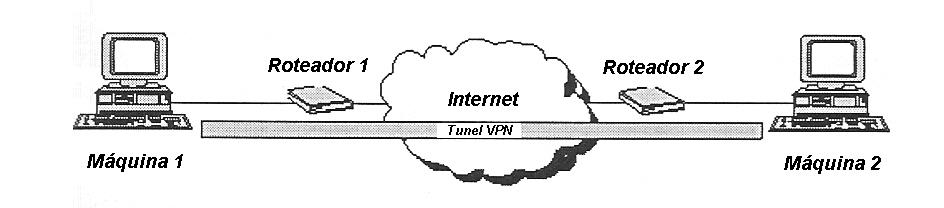 Roteador 1
Roteador 2
Internet
Tunel VPN
Máquina 1
Máquina 2